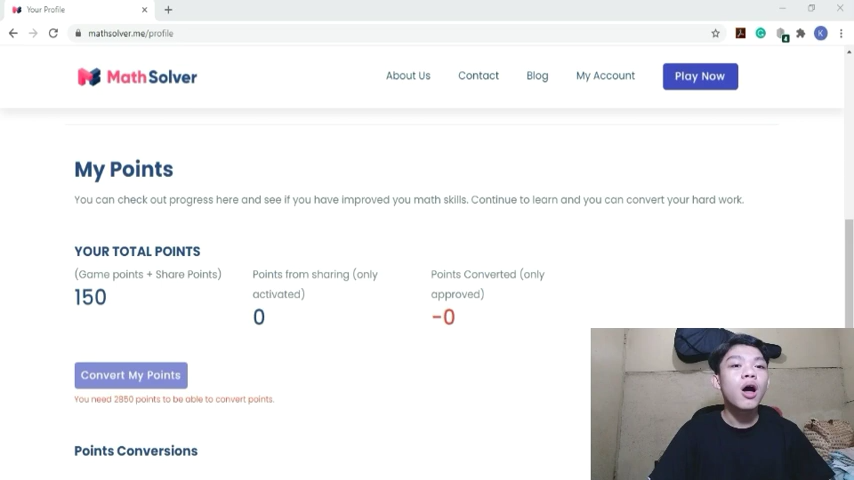 Your Profile
mathsolver.me/profile
MathSolver
About Us
Contact
Blog
My Account
Play Now
My Points
You can check out progress here and see if you have improved you math skills. Continue to learn and you can convert your hard work.
YOUR TOTAL POINTS
(Game points + Share Points)
150
Points from sharing (only
activated)
0
Points Converted (only
approved)
-0
Convert My Points
You need 2850 points to be able to convert points.
Points Conversions